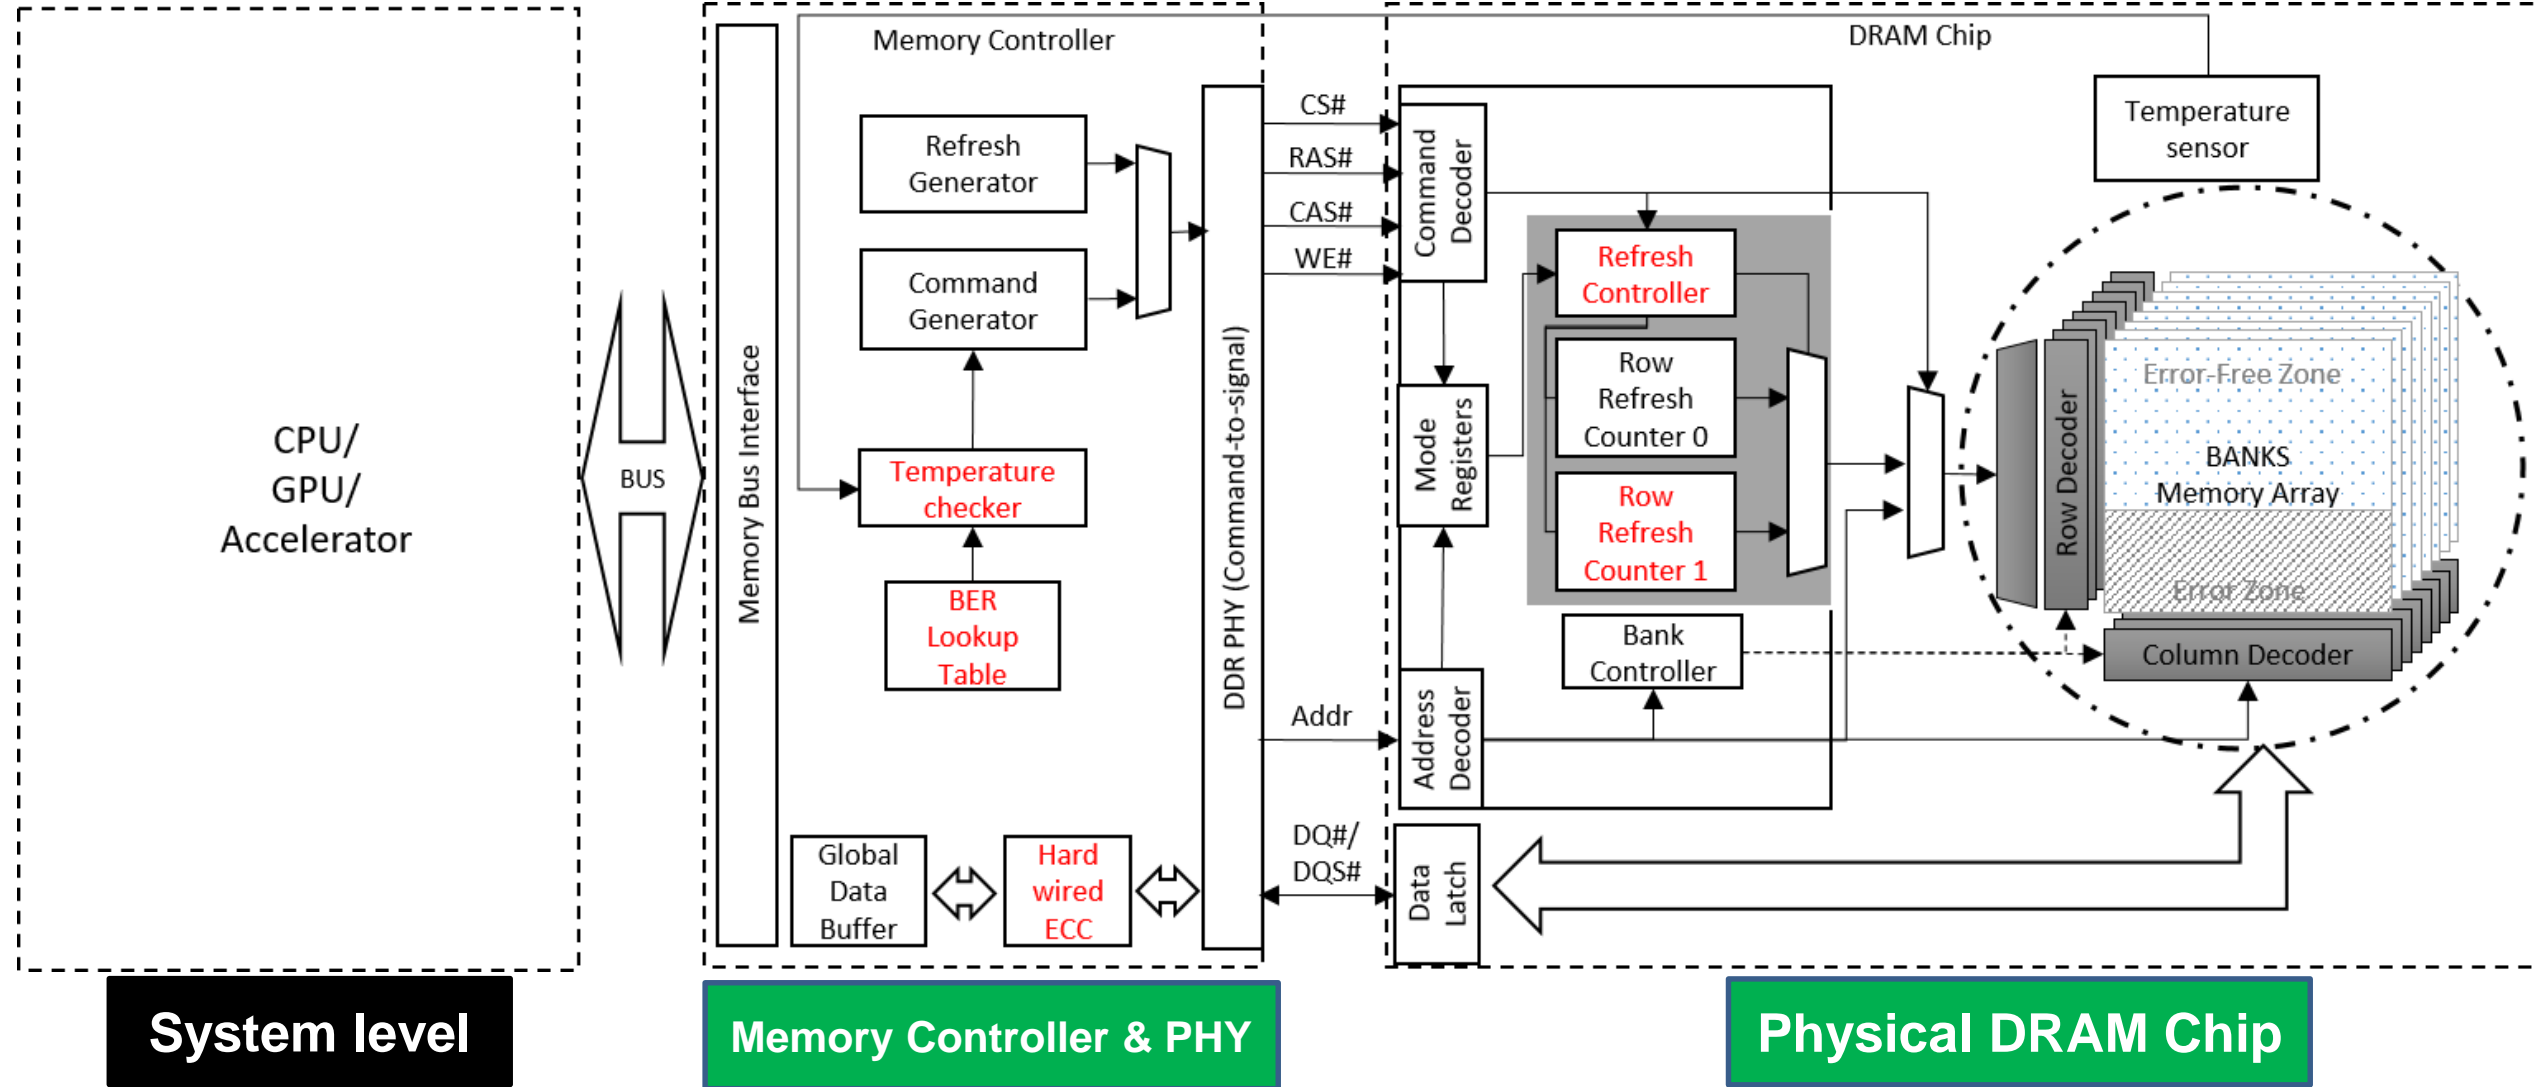 CPU/
GPU/
Accelerator
BUS
System level
Memory Controller
Memory Bus Interface
Refresh
Generator
Command
Generator
Temperature
checker
BER
Lookup
Table
Global
Data
Buffer
Hard
wired
ECC
DDR PHY (Command-to-signal)
Memory Controller & PHY
CS#
RAS#
CAS#
WE#
Addr
DQ#/
DQS#
DRAM Chip
Temperature
sensor
Command
Decoder
Mode
Registers
Address
Decoder
Data
Latch
Refresh
Controller
Row
Refresh
Counter 0
Row
Refresh
Counter 1
Bank
Controller
Row Decoder
Error-Free Zone
BANKS
Memory Array
Error Zone
Column Decoder
Physical DRAM Chip